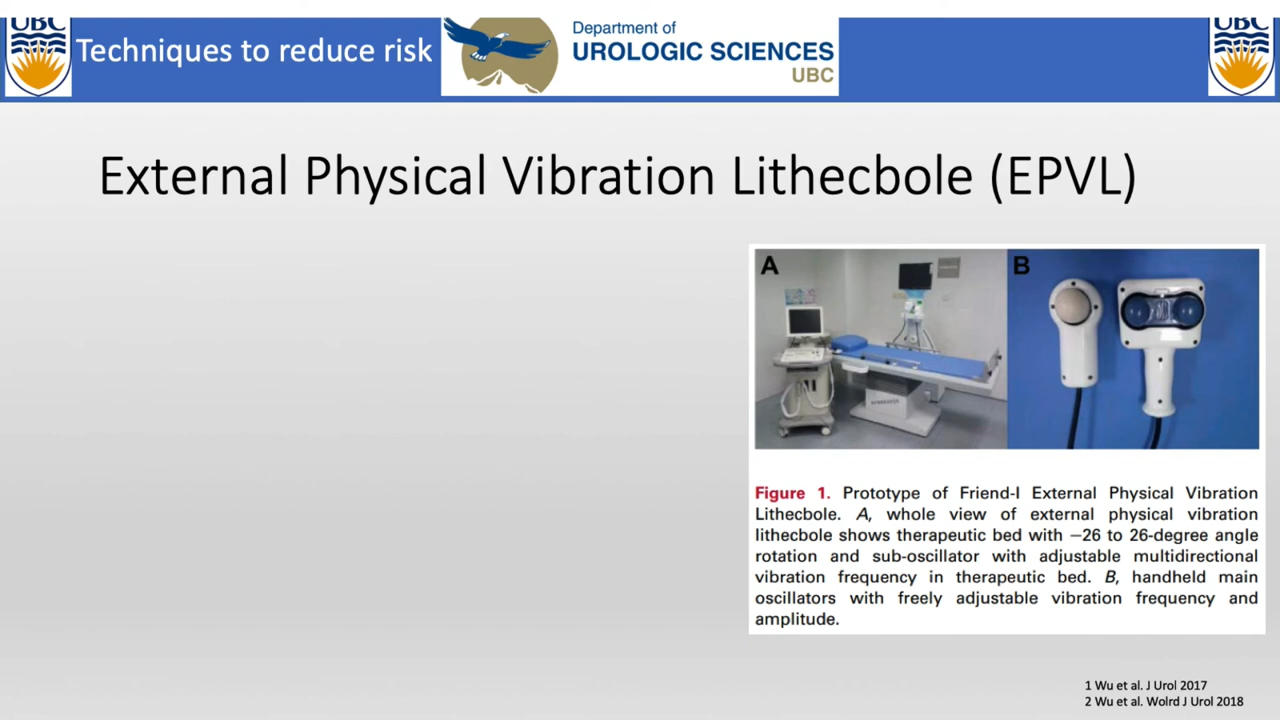 UBC
Techniques to reduce risk
Department of
UROLOGIC SCIENCES
UBC
UBC
External Physical Vibration Lithecbole (EPVL)
A
B
Figure 1. Prototype of Friend-I External Physical Vibration
Lithecbole. A, whole view of external physical vibration
lithecbole shows therapeutic bed with −26 to 26-degree angle
rotation and sub-oscillator with adjustable multidirectional
vibration frequency in therapeutic bed. B, handheld main
oscillators with freely adjustable vibration frequency and
amplitude.
1 Wu et al. J Urol 2017
2 Wu et al. Wolrd J Urol 2018